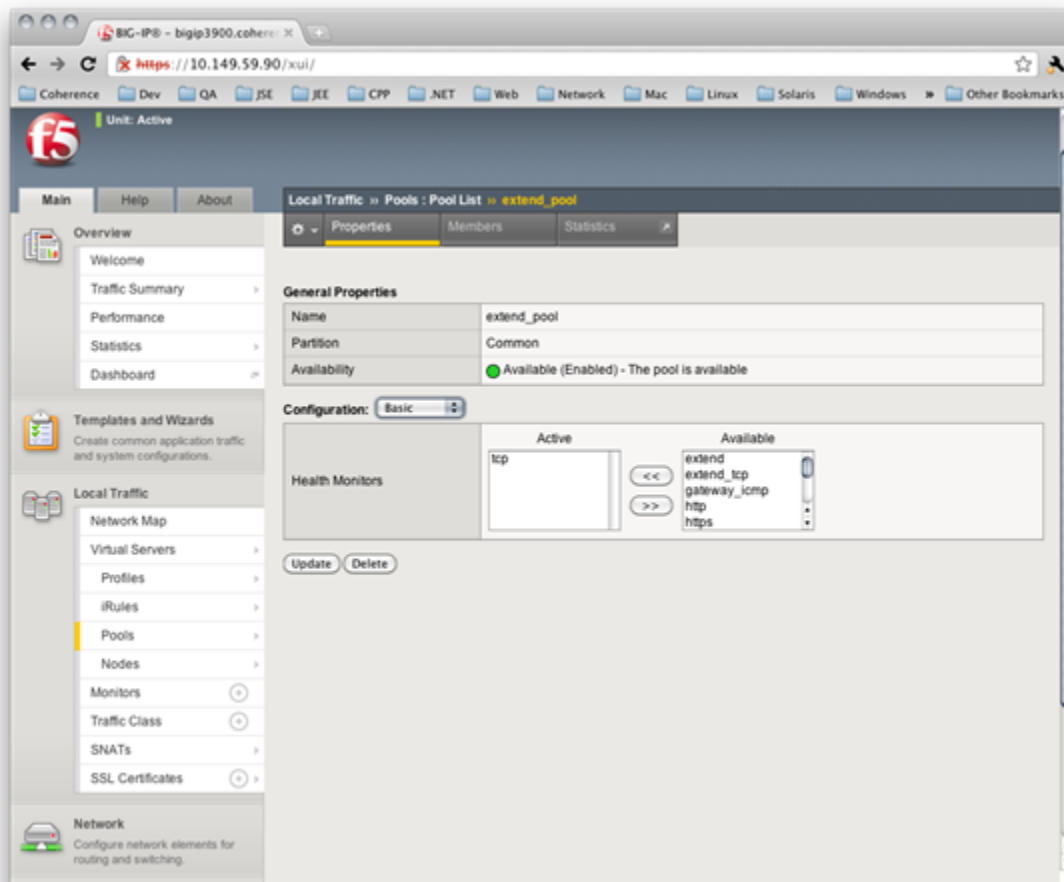 BIG-IP® - bigip3900.cohere
https://10.149.59.90/xui/
Coherence Dev QA JSE JEE CPP .NET Web Network Mac Linux Solaris Windows » Other Bookmarks
f5
Unit: Active
Main Help About
Local Traffic » Pools : Pool List » extend_pool
Properties Members Statistics
Overview
Welcome
Traffic Summary
Performance
Statistics
Dashboard
Templates and Wizards
Create common application traffic
and system configurations.
Local Traffic
Network Map
Virtual Servers
Profiles
iRules
Pools
Nodes
Monitors
Traffic Class
SNATs
SSL Certificates
Network
Configure network elements for
routing and switching.
General Properties
Name extend_pool
Partition Common
Availability Available (Enabled) - The pool is available
Configuration: Basic
Active Available
Health Monitors
tcp
<<
>>
extend
extend_tcp
gateway_icmp
http
https
Update Delete